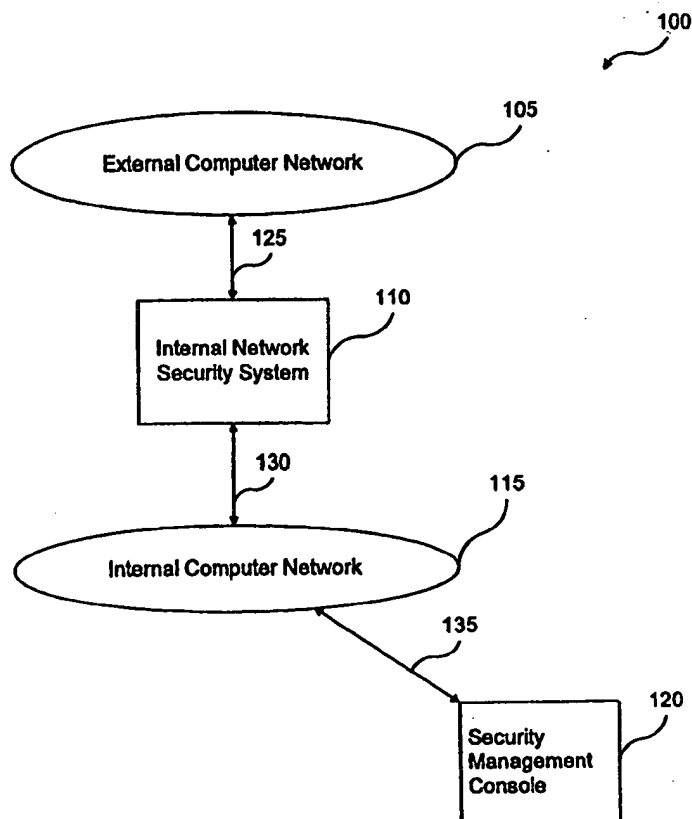 100
105
External Computer Network
125
110
Internal Network
Security System
130
115
Internal Computer Network
135
120
Security
Management
Console